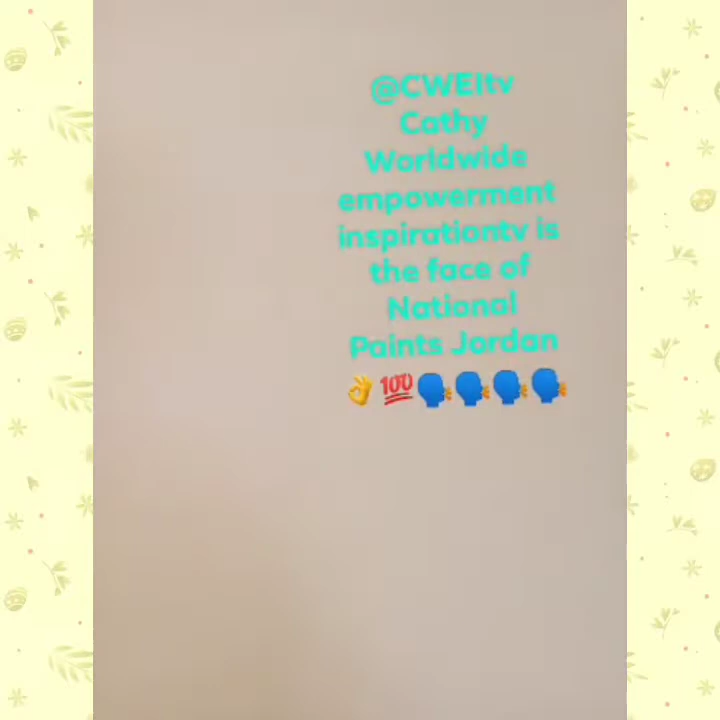 @CWEItv
Cathy
Worldwide
empowerment
inspirationtv is
the face of
National
Paints Jordan
👌💯🗣️🗣️🗣️🗣️